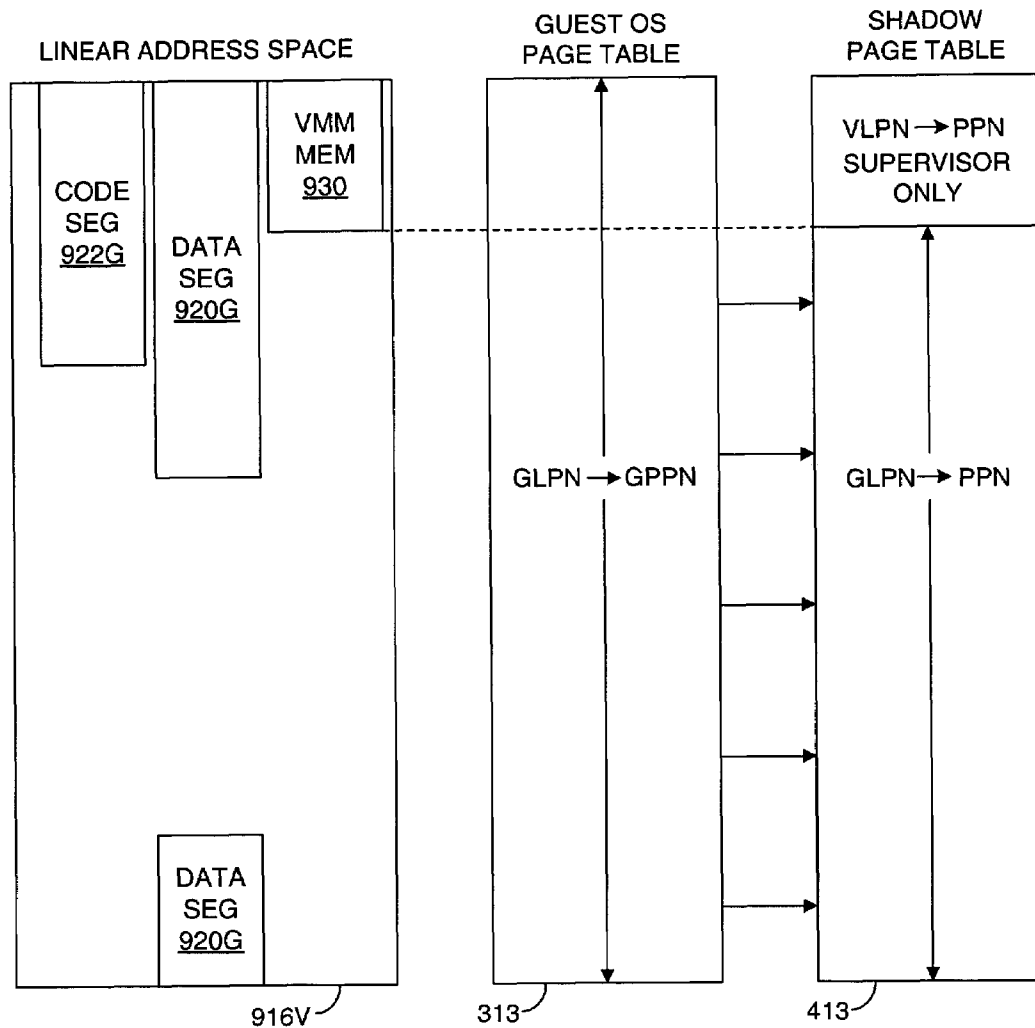 LINEAR ADDRESS SPACE
GUEST OS
PAGE TABLE
SHADOW
PAGE TABLE
CODE
SEG
922G
DATA
SEG
920G
VMM
MEM
930
VLPN → PPN
SUPERVISOR
ONLY
GLPN → GPPN
GLPN → PPN
DATA
SEG
920G
916V
313
413